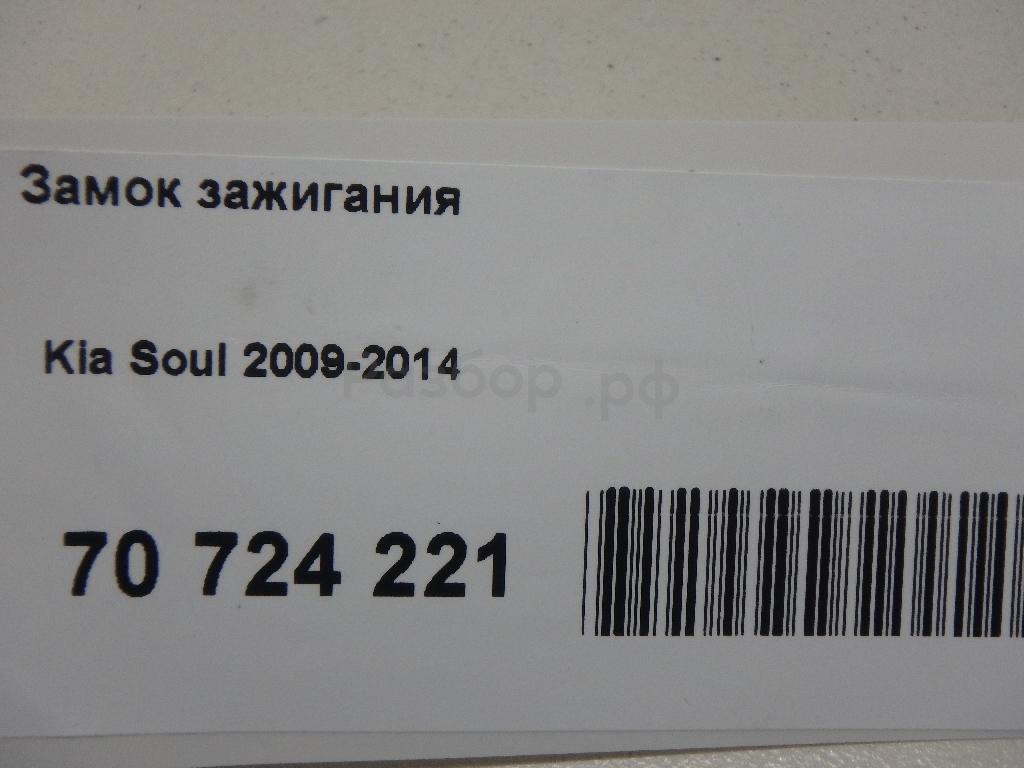 Замок зажигания
Kia Soul 2009-2014
Разбор.рф
70 724 221